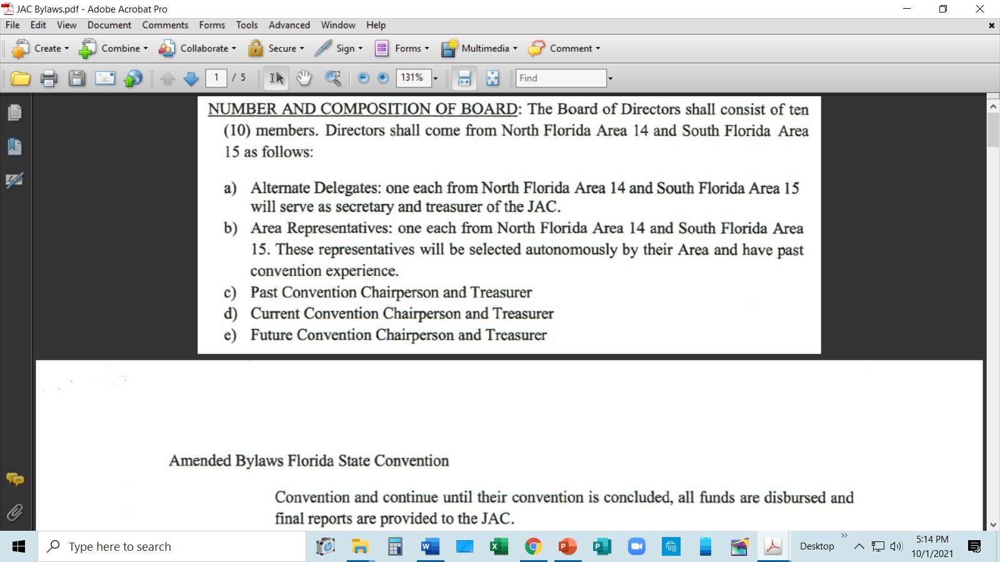 JAC Bylaws.pdf - Adobe Acrobat Pro
File Edit View Document Comments Forms Tools Advanced Window Help
Create Combine Collaborate Secure Sign Forms Multimedia Comment
1 / 5 131% Find
NUMBER AND COMPOSITION OF BOARD: The Board of Directors shall consist of ten
(10) members. Directors shall come from North Florida Area 14 and South Florida Area
15 as follows:
a) Alternate Delegates: one each from North Florida Area 14 and South Florida Area 15
will serve as secretary and treasurer of the JAC.
b) Area Representatives: one each from North Florida Area 14 and South Florida Area
15. These representatives will be selected autonomously by their Area and have past
convention experience.
c) Past Convention Chairperson and Treasurer
d) Current Convention Chairperson and Treasurer
e) Future Convention Chairperson and Treasurer
Amended Bylaws Florida State Convention
Convention and continue until their convention is concluded, all funds are disbursed and
final reports are provided to the JAC.
Type here to search
Desktop
5:14 PM
10/1/2021